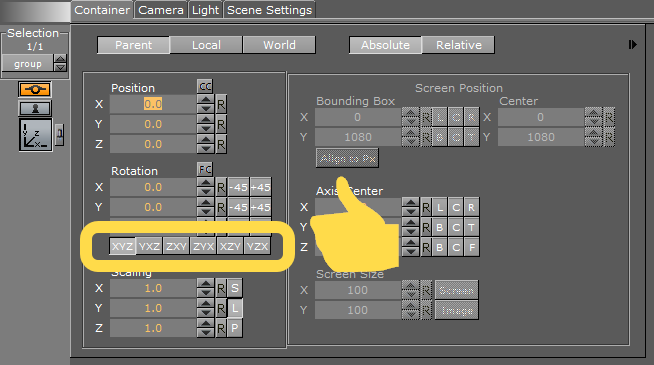 Container Camera Light Scene Settings
Selection
1/1
group
Parent Local World Absolute Relative
Position CC
X 0.0 R
Y 0.0 R
Z 0.0 R
Rotation FC
X 0.0 R -45 +45
Y 0.0 R -45 +45
XYZ YXZ ZXY ZYX XZY YZX
Scaling
X 1.0 R S
Y 1.0 R L
Z 1.0 R P
Screen Position
Bounding Box Center
X 0 R L C R X 0
Y 1080 R B C T Y 1080
Align to Px
X R L C R
Y R B C T
Z R B C F
Screen Size
X 100 R Screen
Y 100 R Image